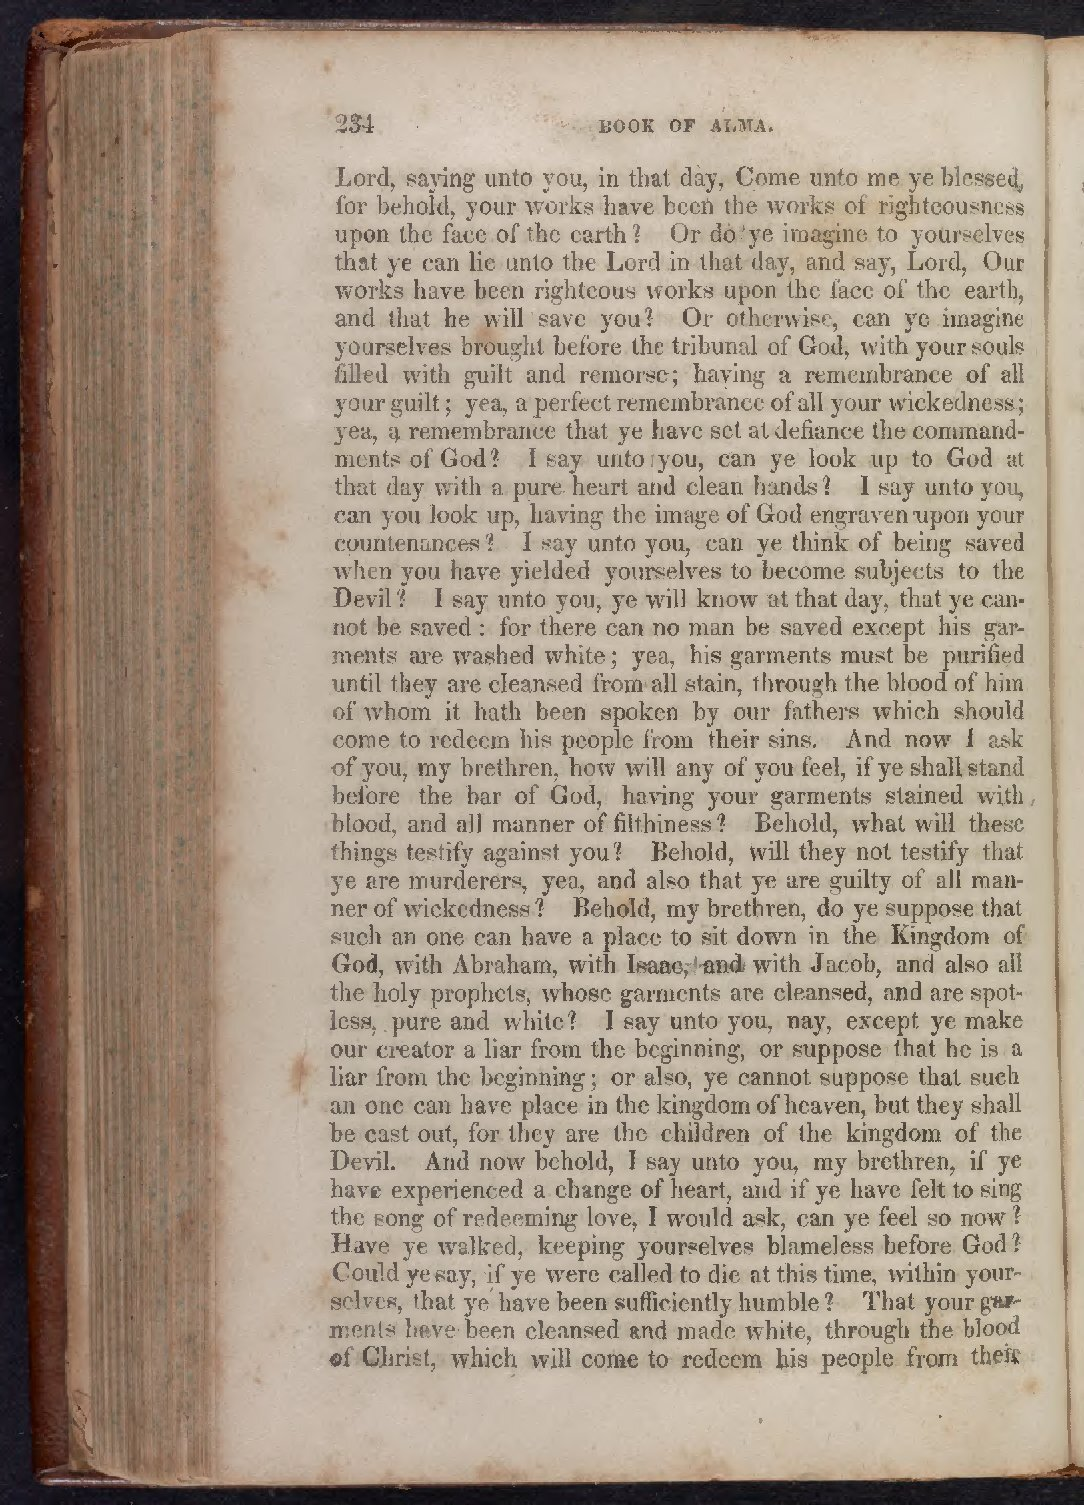 234 BOOK OF ALMA.
Lord, saying unto you, in that day, Come unto me ye blessed,
for behold, your works have been the works of righteousness
upon the face of the earth? Or do ye imagine to yourselves
that ye can lie unto the Lord in that day, and say, Lord, Our
works have been righteous works upon the face of the earth,
and that he will save you? Or otherwise, can ye imagine
yourselves brought before the tribunal of God, with your souls
filled with guilt and remorse; having a remembrance of all
your guilt; yea, a perfect remembrance of all your wickedness;
yea, a remembrance that ye have set at defiance the command-
ments of God? I say unto you, can ye look up to God at
that day with a pure heart and clean hands? I say unto you,
can you look up, having the image of God engraven upon your
countenances? I say unto you, can ye think of being saved
when you have yielded yourselves to become subjects to the
Devil? I say unto you, ye will know at that day, that ye can-
not be saved: for there can no man be saved except his gar-
ments are washed white; yea, his garments must be purified
until they are cleansed from all stain, through the blood of him
of whom it hath been spoken by our fathers which should
come to redeem his people from their sins. And now I ask
of you, my brethren, how will any of you feel, if ye shall stand
before the bar of God, having your garments stained with
blood, and all manner of filthiness? Behold, what will these
things testify against you? Behold, will they not testify that
ye are murderers, yea, and also that ye are guilty of all man-
ner of wickedness? Behold, my brethren, do ye suppose that
such an one can have a place to sit down in the Kingdom of
God, with Abraham, with Isaac, and with Jacob, and also all
the holy prophets, whose garments are cleansed, and are spot-
less, pure and white? I say unto you, nay, except ye make
our creator a liar from the beginning, or suppose that he is a
liar from the beginning; or also, ye cannot suppose that such
an one can have place in the kingdom of heaven, but they shall
be cast out, for they are the children of the kingdom of the
Devil. And now behold, I say unto you, my brethren, if ye
have experienced a change of heart, and if ye have felt to sing
the song of redeeming love, I would ask, can ye feel so now?
Have ye walked, keeping yourselves blameless before God?
Could ye say, if ye were called to die at this time, within your-
selves, that ye have been sufficiently humble? That your gar-
ments have been cleansed and made white, through the blood
of Christ, which will come to redeem his people from their